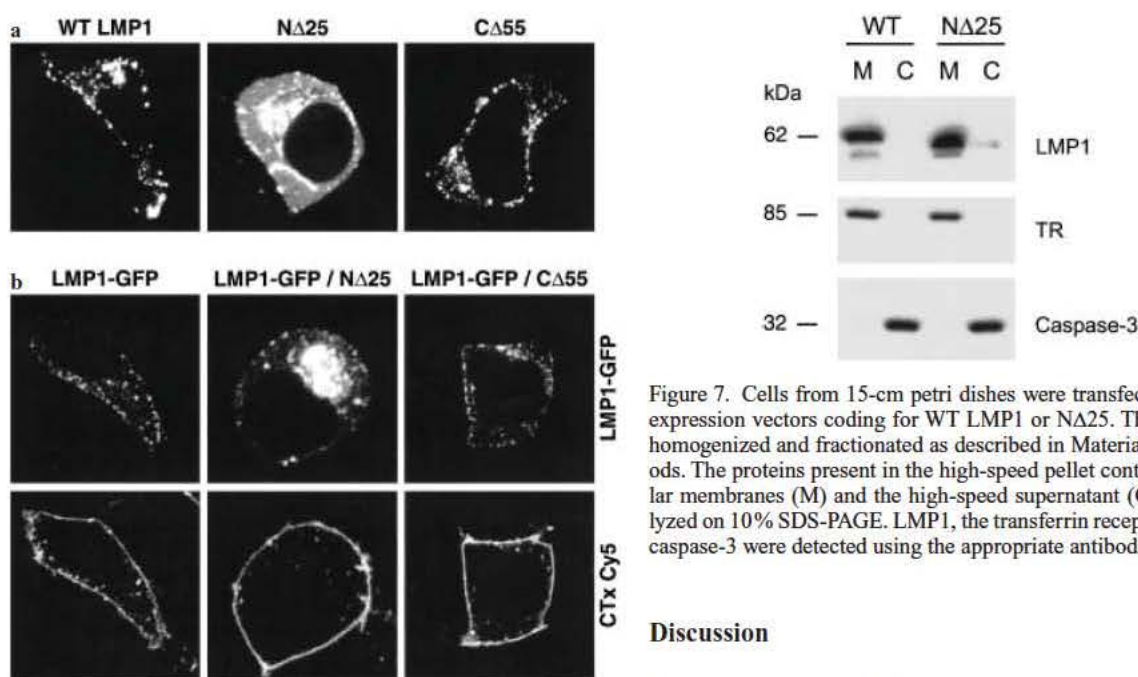 a
WT LMP1 NΔ25 CΔ55
b
LMP1-GFP LMP1-GFP / NΔ25 LMP1-GFP / CΔ55
LMP1-GFP
CTx Cy5
WT NΔ25
M C M C
kDa
62 — LMP1
85 — TR
32 — Caspase-3
Figure 7. Cells from 15-cm petri dishes were transfec
expression vectors coding for WT LMP1 or NΔ25. Th
homogenized and fractionated as described in Material
ods. The proteins present in the high-speed pellet cont
lar membranes (M) and the high-speed supernatant (
lyzed on 10% SDS-PAGE. LMP1, the transferrin recep
caspase-3 were detected using the appropriate antibod
Discussion